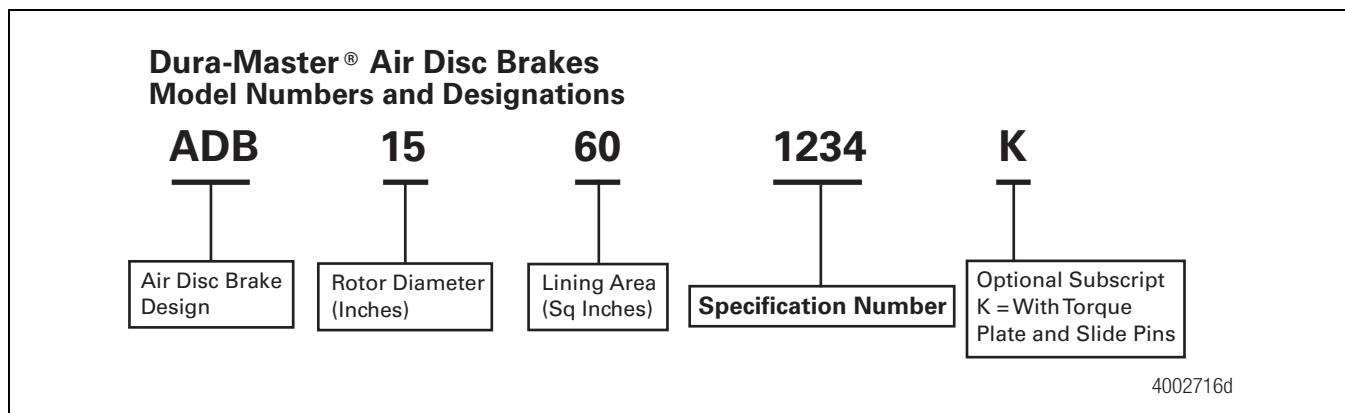 Dura-Master® Air Disc Brakes
Model Numbers and Designations
ADB 15 60 1234 K
Air Disc Brake
Design
Rotor Diameter
(Inches)
Lining Area
(Sq Inches)
Specification Number
Optional Subscript
K = With Torque
Plate and Slide Pins
4002716d